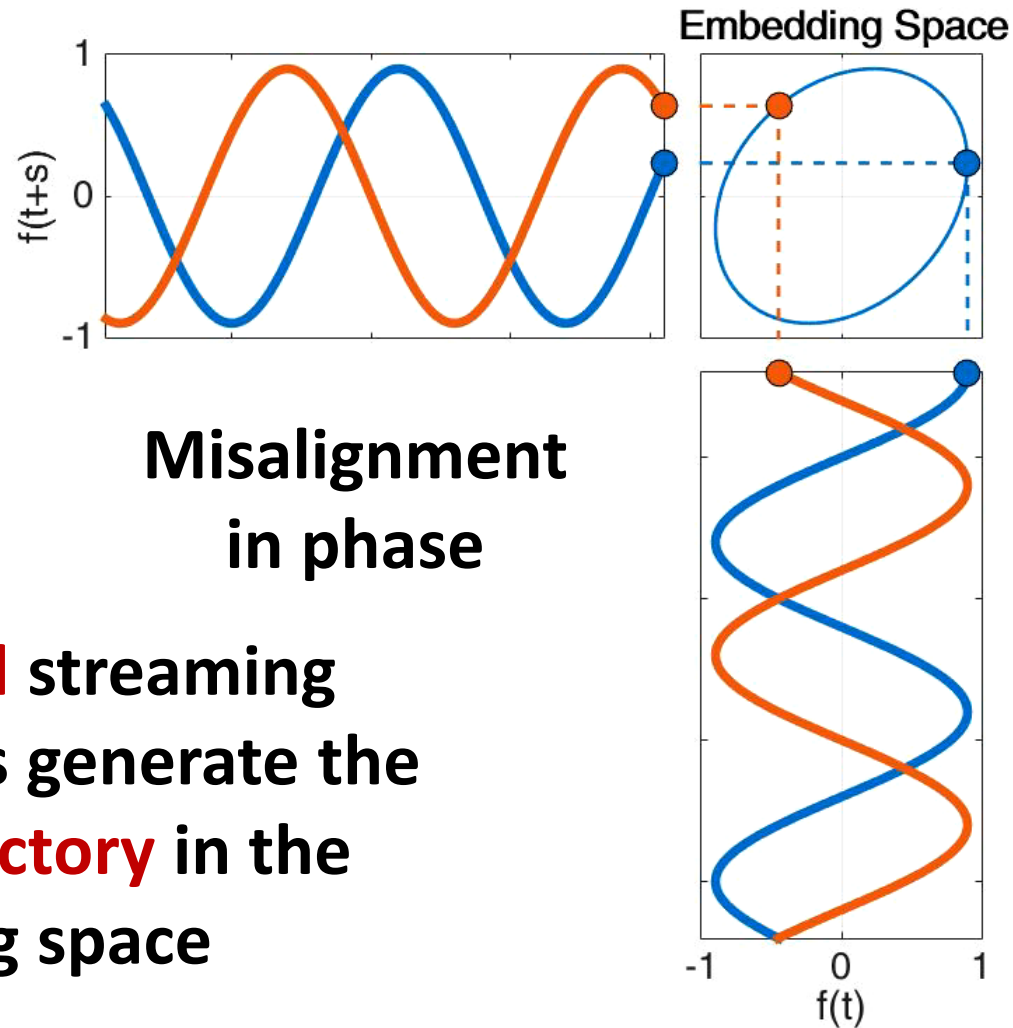 Embedding Space
1
0
-1
f(t+s)
Misalignment
in phase
streaming
generate the
in the
space
-1 0 1
f(t)